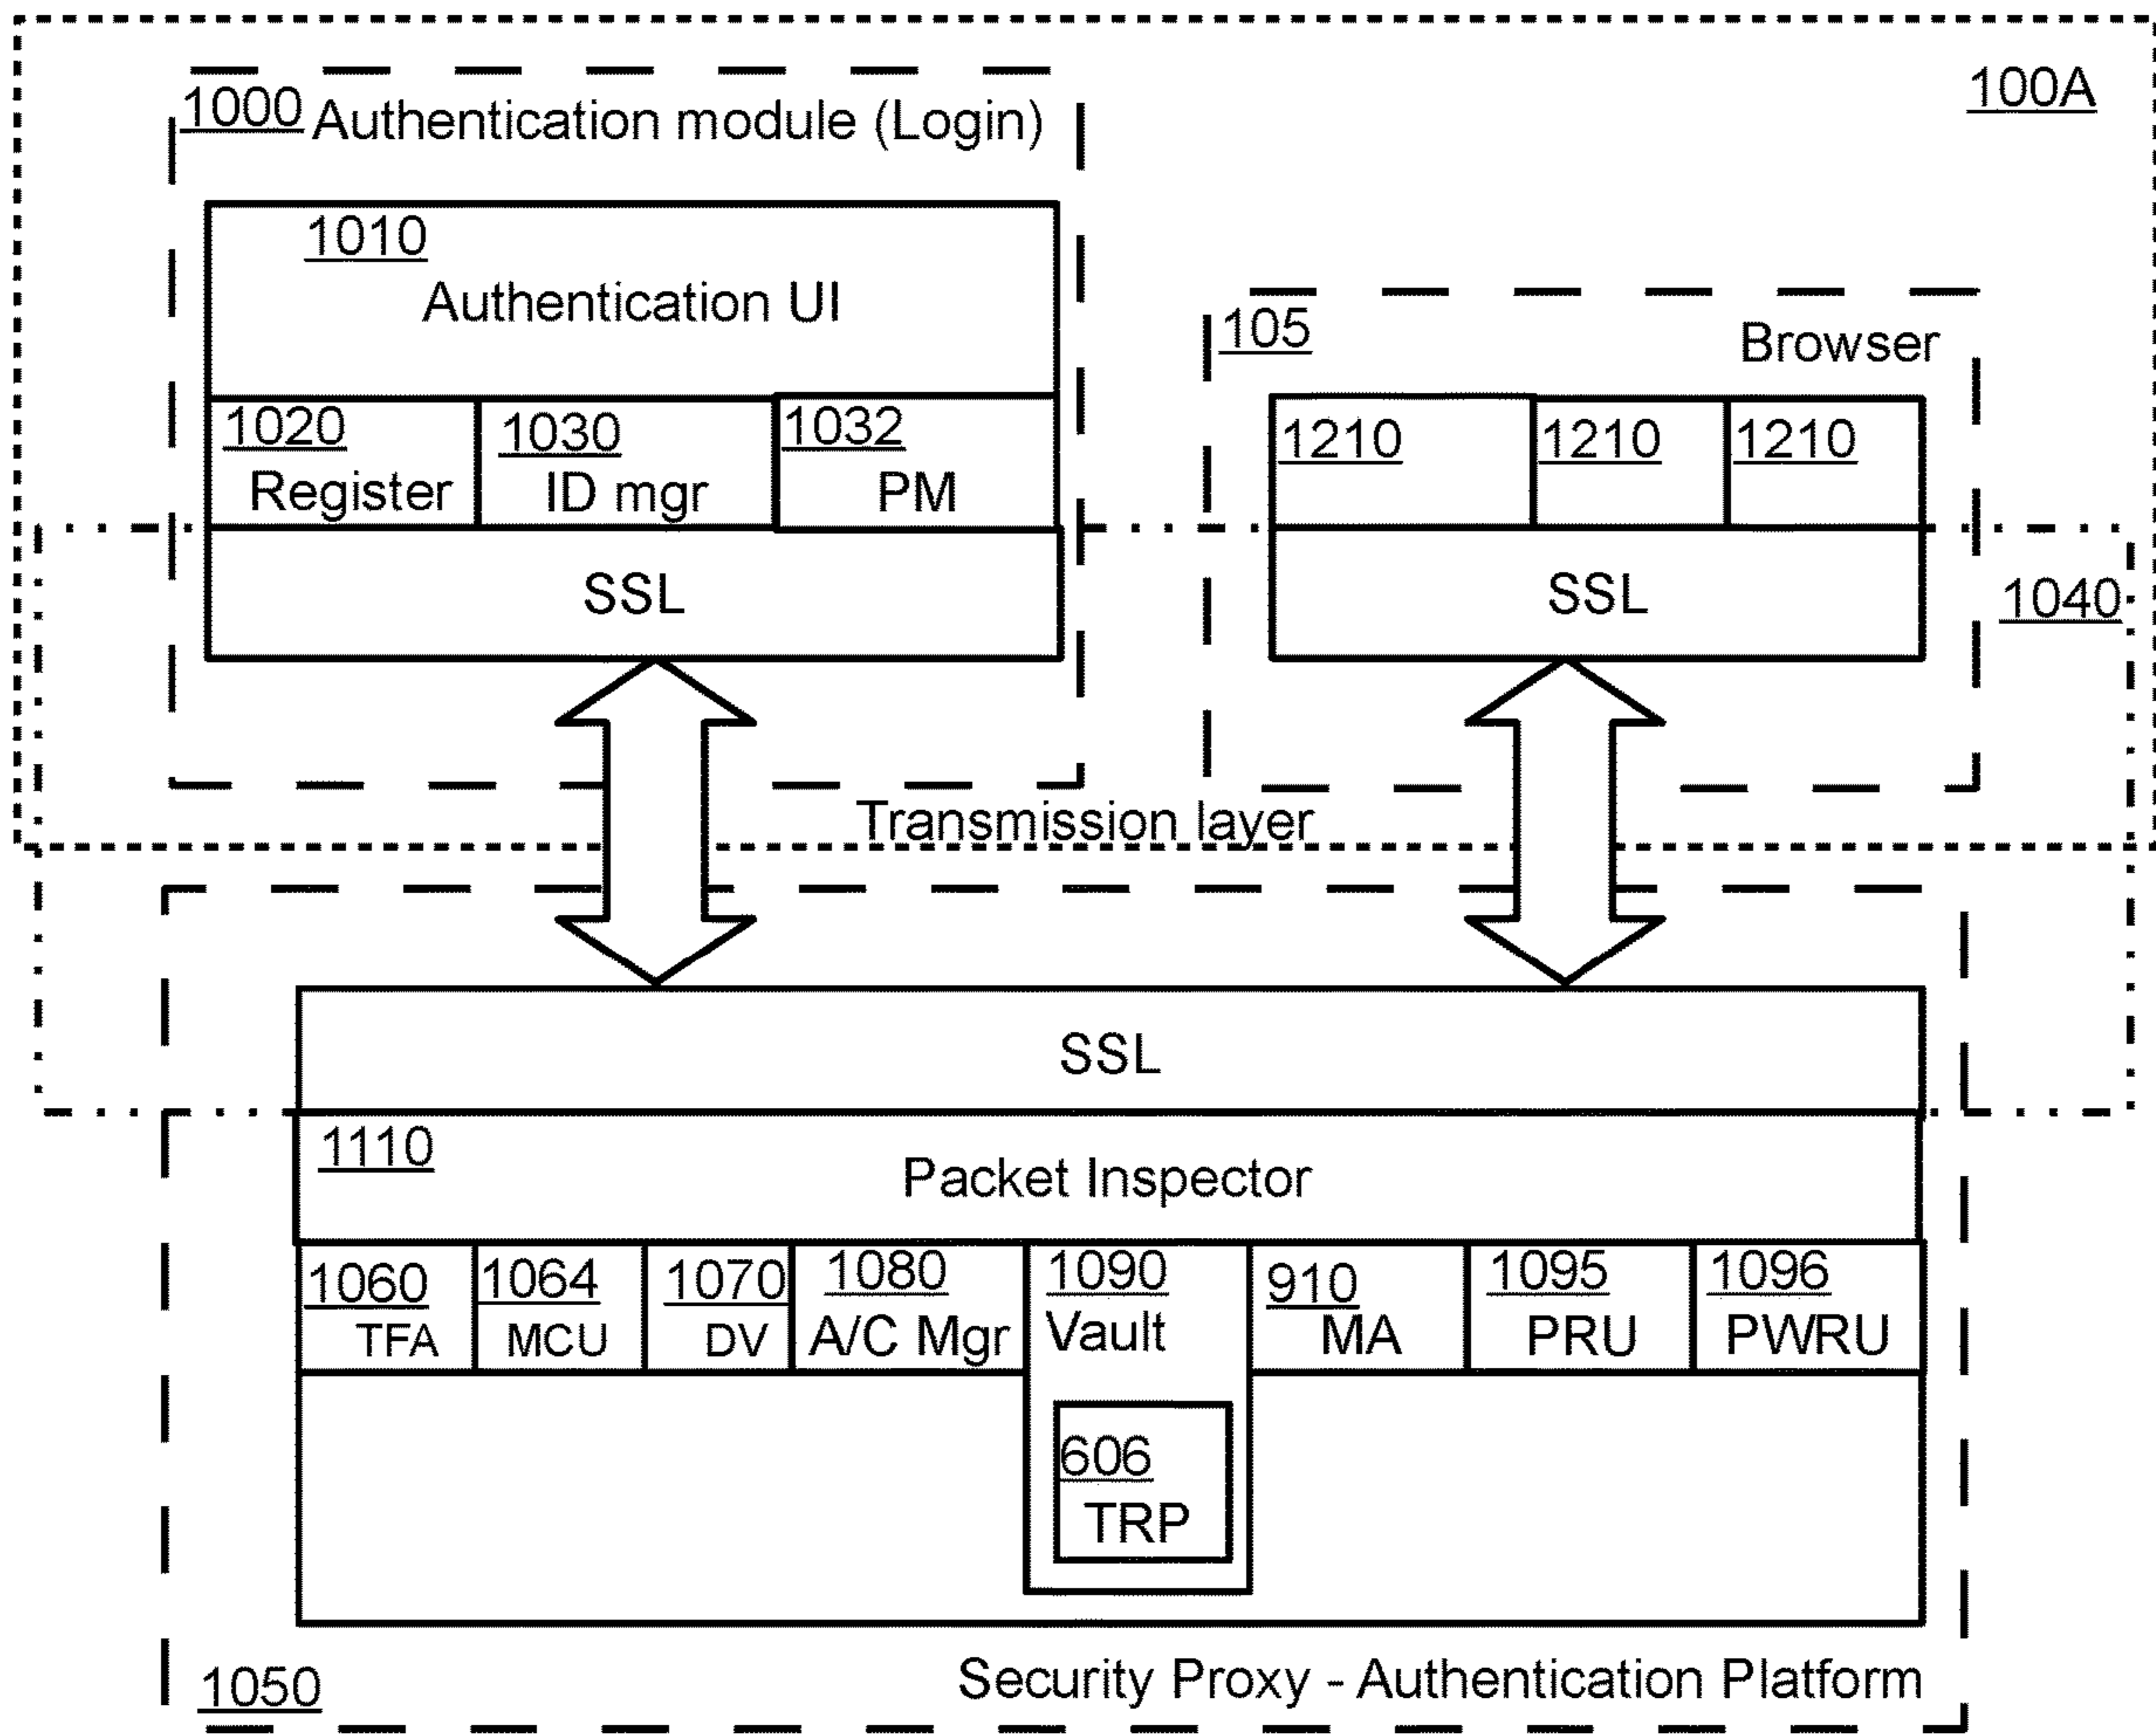 100A
1000 Authentication module (Login)
1010
Authentication UI
1020
Register
1030
ID mgr
1032
PM
SSL
105
Browser
1210
1210
1210
SSL
1040
Transmission layer
SSL
1110
Packet Inspector
1060
TFA
1064
MCU
1070
DV
1080
A/C Mgr
1090
Vault
606
TRP
910
MA
1095
PRU
1096
PWRU
1050
Security Proxy - Authentication Platform